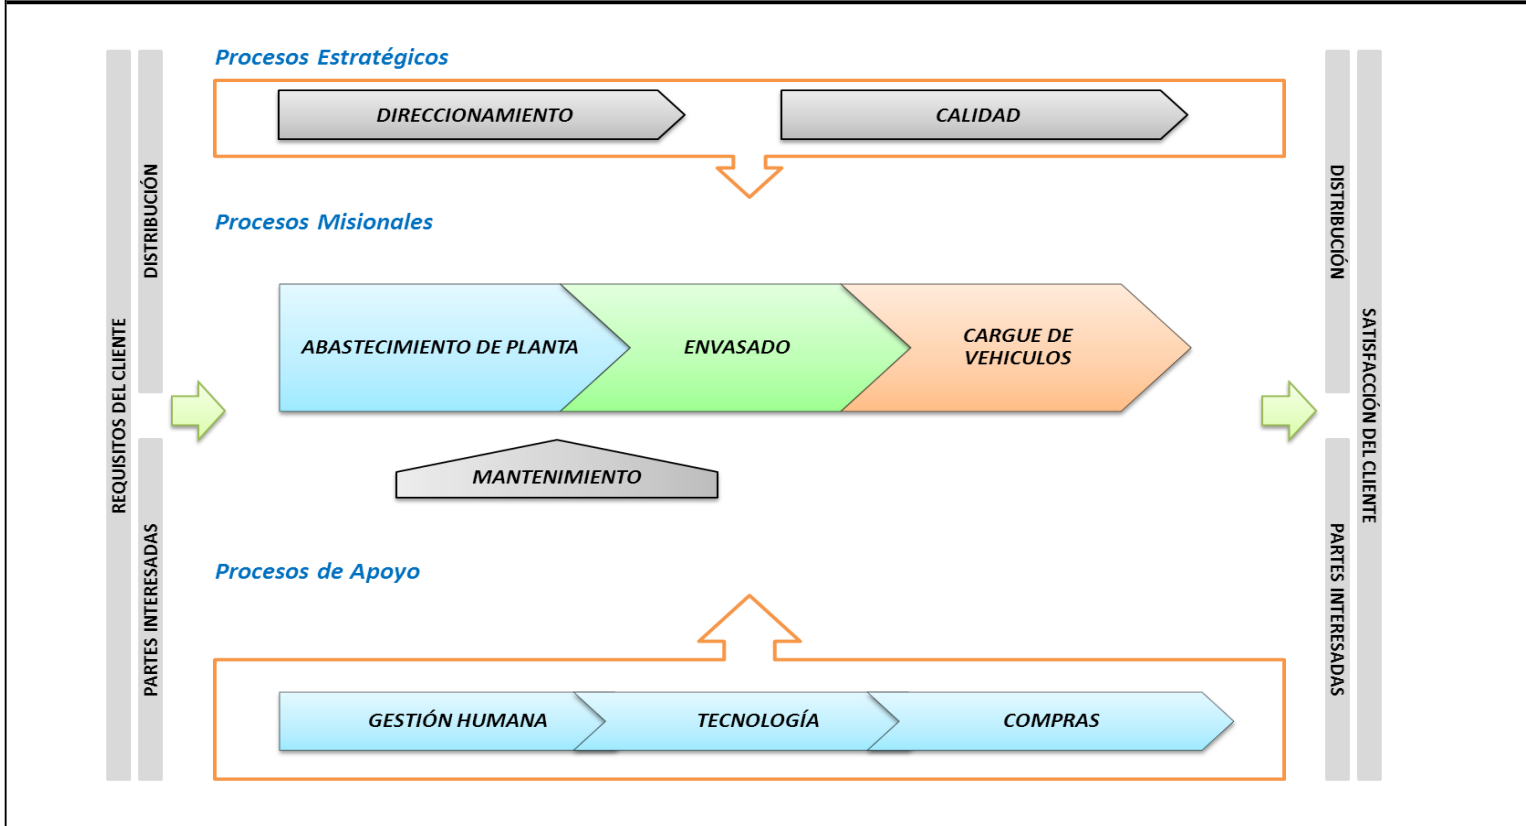 REQUISITOS DEL CLIENTE
DISTRIBUCIÓN
PARTES INTERESADAS
Procesos Estratégicos
DIRECCIONAMIENTO
CALIDAD
Procesos Misionales
ABASTECIMIENTO DE PLANTA
ENVASADO
CARGUE DE
VEHICULOS
MANTENIMIENTO
Procesos de Apoyo
GESTIÓN HUMANA
TECNOLOGÍA
COMPRAS
DISTRIBUCIÓN
PARTES INTERESADAS
SATISFACCIÓN DEL CLIENTE